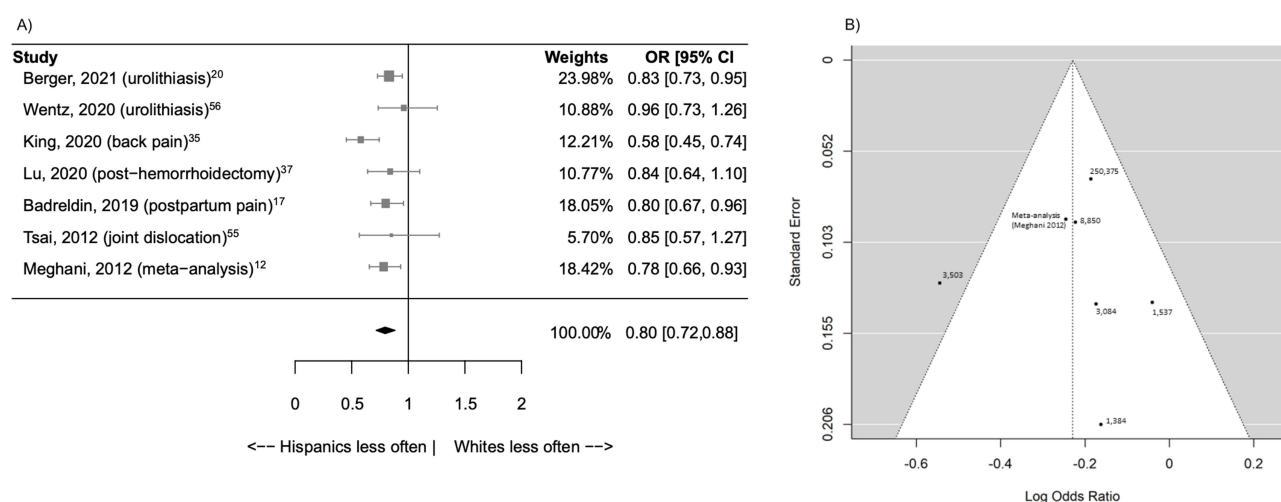 A)
Study Weights OR [95% CI
Berger, 2021 (urolithiasis)20 23.98% 0.83 [0.73, 0.95]
Wentz, 2020 (urolithiasis)56 10.88% 0.96 [0.73, 1.26]
King, 2020 (back pain)35 12.21% 0.58 [0.45, 0.74]
Lu, 2020 (post−hemorrhoidectomy)37 10.77% 0.84 [0.64, 1.10]
Badreldin, 2019 (postpartum pain)17 18.05% 0.80 [0.67, 0.96]
Tsai, 2012 (joint dislocation)55 5.70% 0.85 [0.57, 1.27]
Meghani, 2012 (meta−analysis)12 18.42% 0.78 [0.66, 0.93]
100.00% 0.80 [0.72,0.88]
0 0.5 1 1.5 2
<−− Hispanics less often | Whites less often −−>
B)
Standard Error
0
0.052
0.103
0.155
0.206
250,375
Meta-analysis
(Meghani 2012)
8,850
3,503
3,084
1,537
1,384
-0.6 -0.4 -0.2 0 0.2
Log Odds Ratio